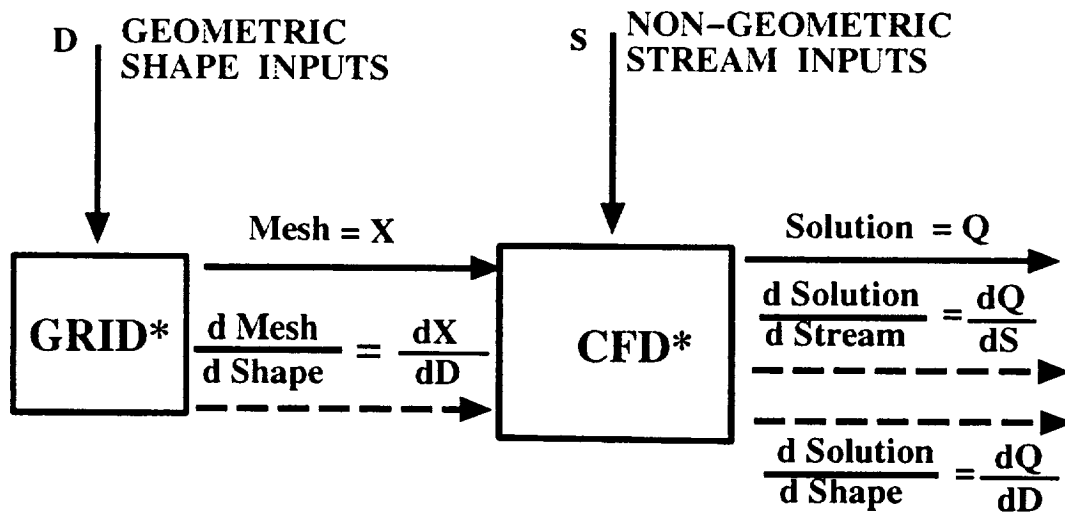 D
GEOMETRIC
SHAPE INPUTS
S
NON-GEOMETRIC
STREAM INPUTS
Mesh = X
Solution = Q
GRID*
d Mesh
d Shape
=
dX
dD
CFD*
d Solution
d Stream
=
dQ
dS
d Solution
d Shape
=
dQ
dD